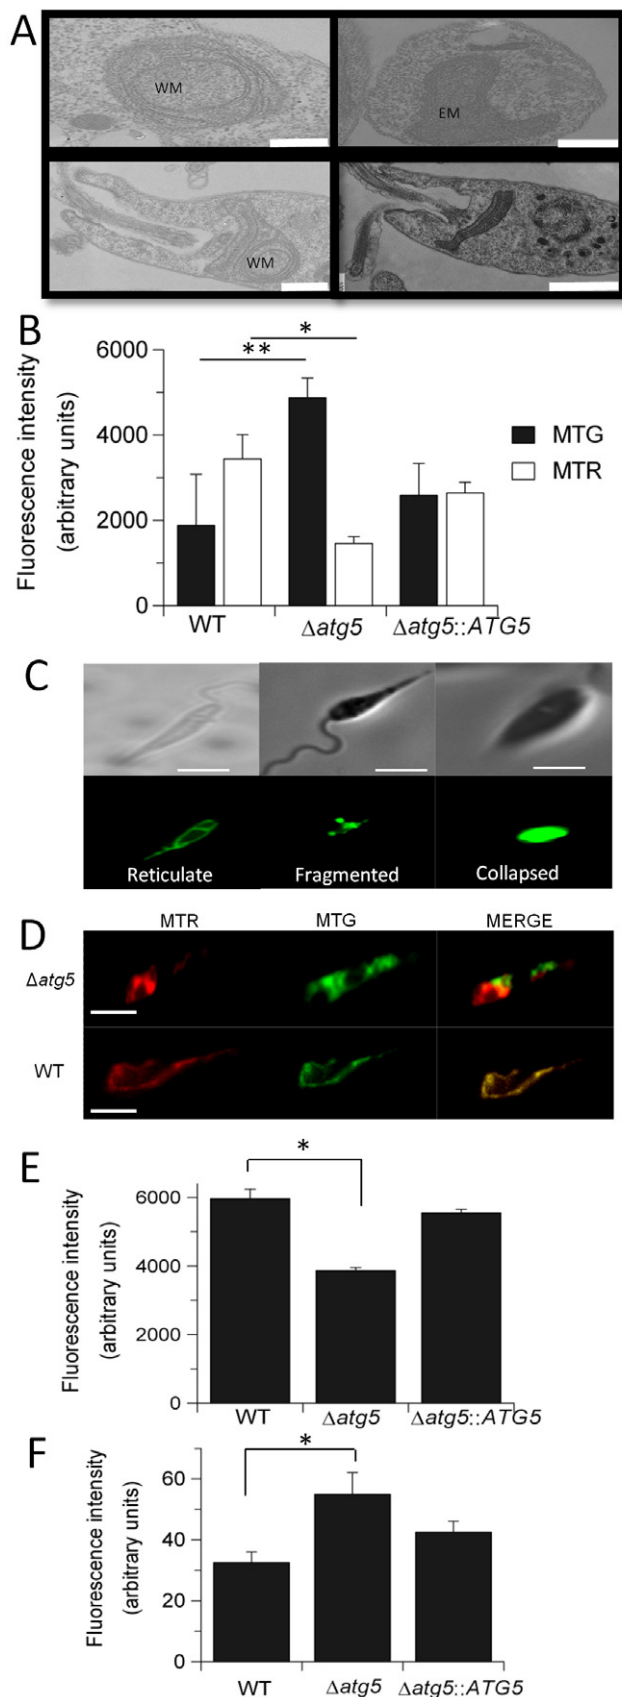 A
WM
EM
WM
B
Fluorescence intensity
(arbitrary units)
6000
4000
2000
0
**
*
MTG
MTR
WT
Δatg5
Δatg5::ATG5
C
Reticulate
Fragmented
Collapsed
D
MTR
MTG
MERGE
Δatg5
WT
E
Fluorescence intensity
(arbitrary units)
6000
4000
2000
0
*
WT
Δatg5
Δatg5::ATG5
F
Fluorescence intensity
(arbitrary units)
60
40
20
0
*
WT
Δatg5
Δatg5::ATG5